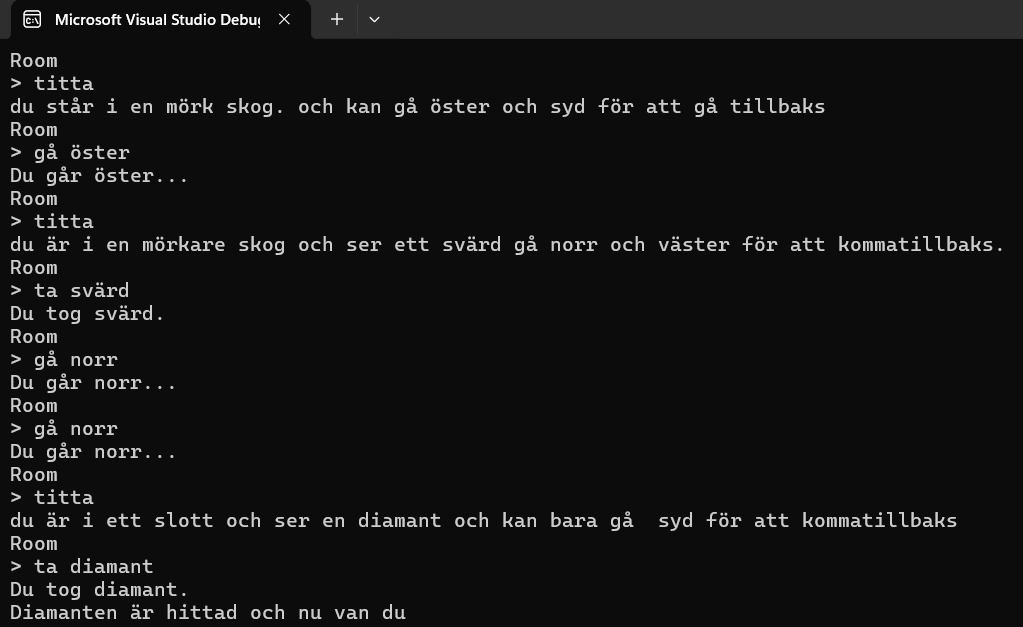 Microsoft Visual Studio Debug
Room
> titta
du står i en mörk skog. och kan gå öster och syd för att gå tillbaks
Room
> gå öster
Du går öster...
Room
> titta
du är i en mörkare skog och ser ett svärd gå norr och väster för att kommatillbaks.
Room
> ta svärd
Du tog svärd.
Room
> gå norr
Du går norr...
Room
> gå norr
Du går norr...
Room
> titta
du är i ett slott och ser en diamant och kan bara gå  syd för att kommatillbaks
Room
> ta diamant
Du tog diamant.
Diamanten är hittad och nu van du